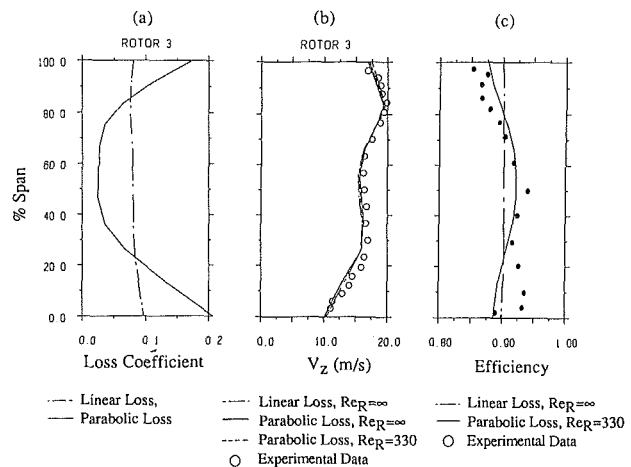 (a) (b) (c)
ROTOR 3 ROTOR 3
100 0
80 0
60 0
40 0
20 0
0.0
% Span
0.0 0.1 0.2 0.0 10.0 20.0 0.80 0.90 1 00
Loss Coefficient Vz (m/s) Efficiency
Linear Loss,
Parabolic Loss
Linear Loss, ReR=∞
Parabolic Loss, ReR=∞
Parabolic Loss, ReR=330
Experimental Data
Linear Loss, ReR=∞
Parabolic Loss, ReR=330
Experimental Data